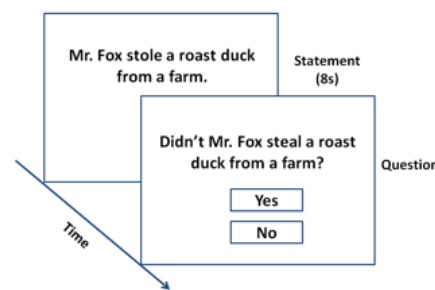 Mr. Fox stole a roast duck
from a farm.
Statement
(8s)
Didn't Mr. Fox steal a roast
duck from a farm?
Question
Yes
No
Time